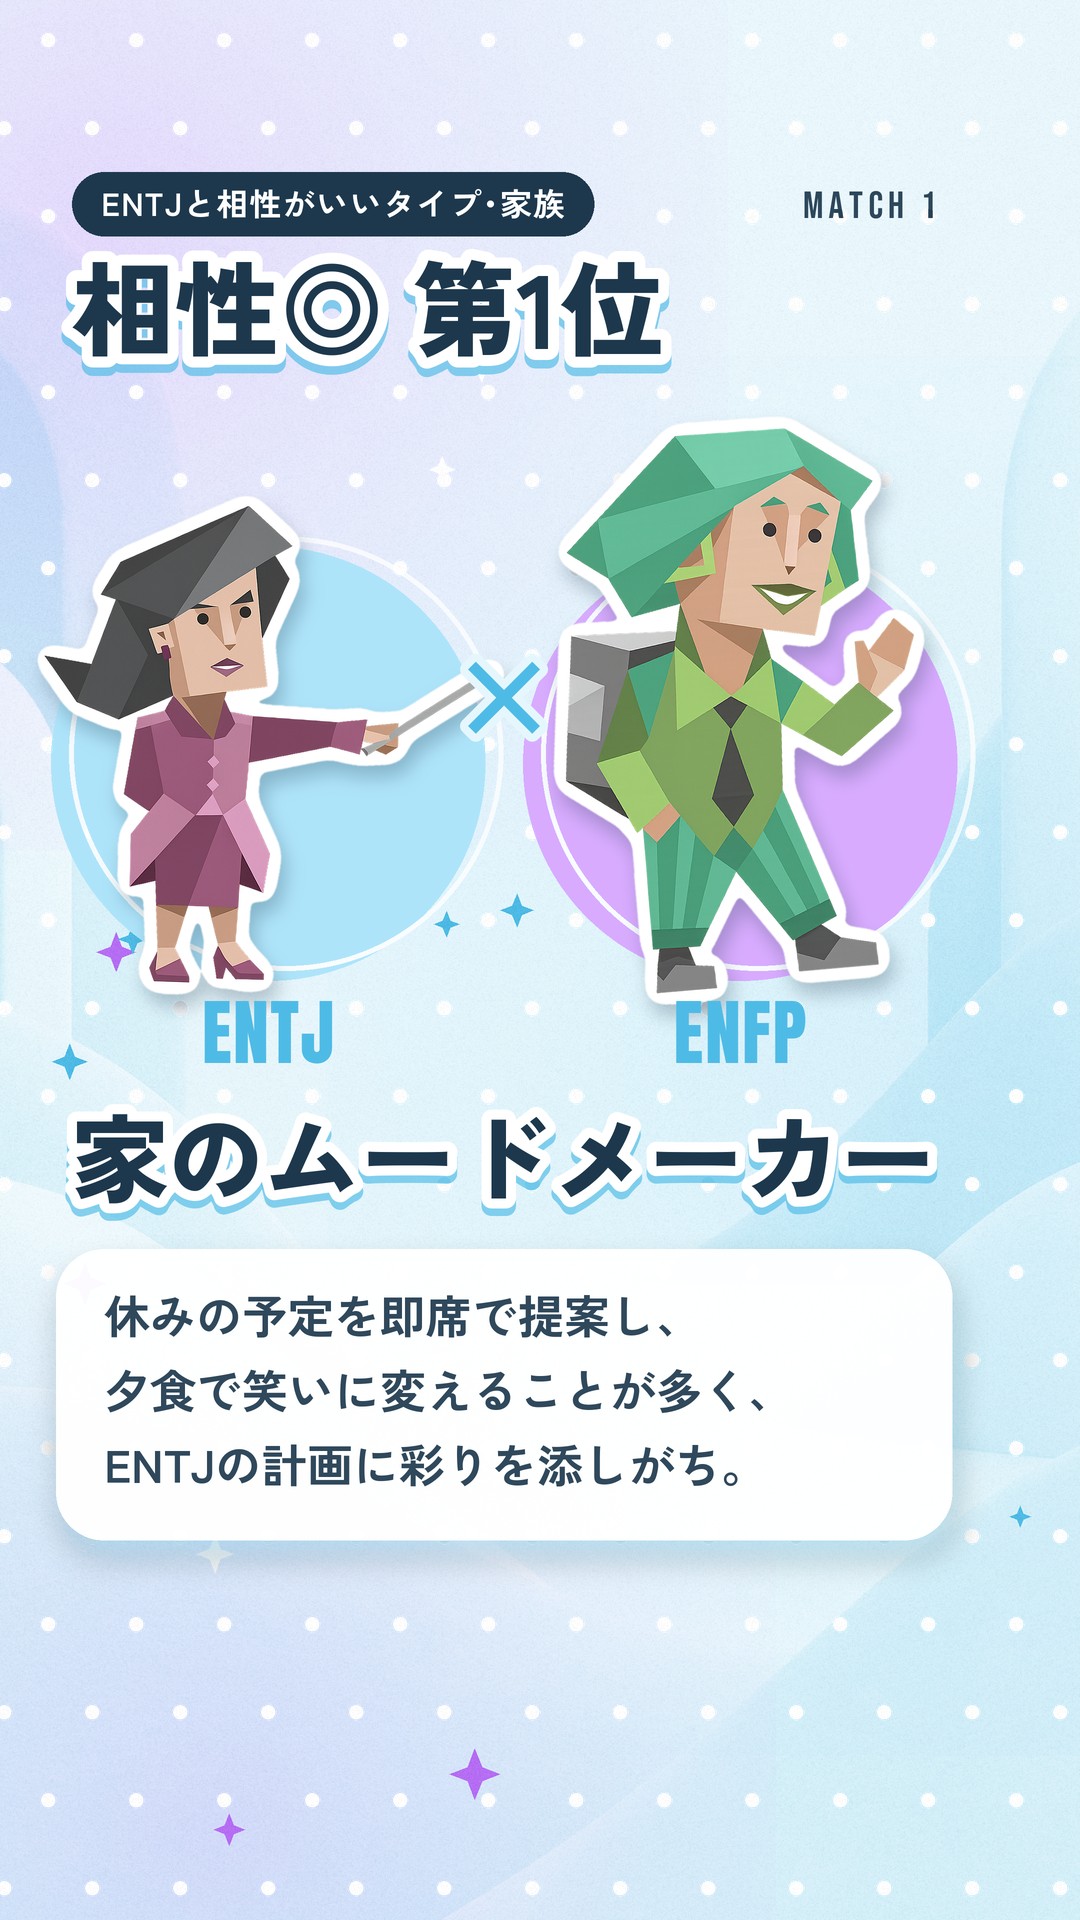 ENTJと相性がいいタイプ・家族
MATCH 1
相性◎ 第1位
ENTJ
ENFP
家のムードメーカー
休みの予定を即席で提案し、
夕食で笑いに変えることが多く、
ENTJの計画に彩りを添しがち。